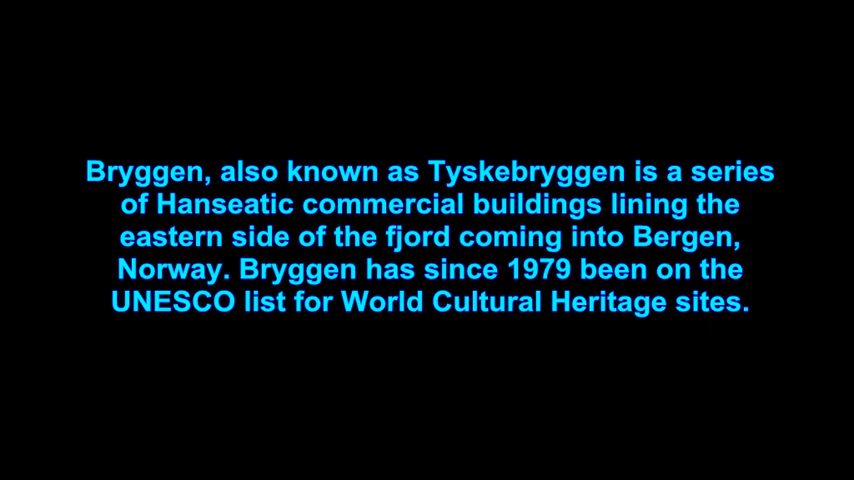 Bryggen, also known as Tyskebryggen is a series
of Hanseatic commercial buildings lining the
eastern side of the fjord coming into Bergen,
Norway. Bryggen has since 1979 been on the
UNESCO list for World Cultural Heritage sites.